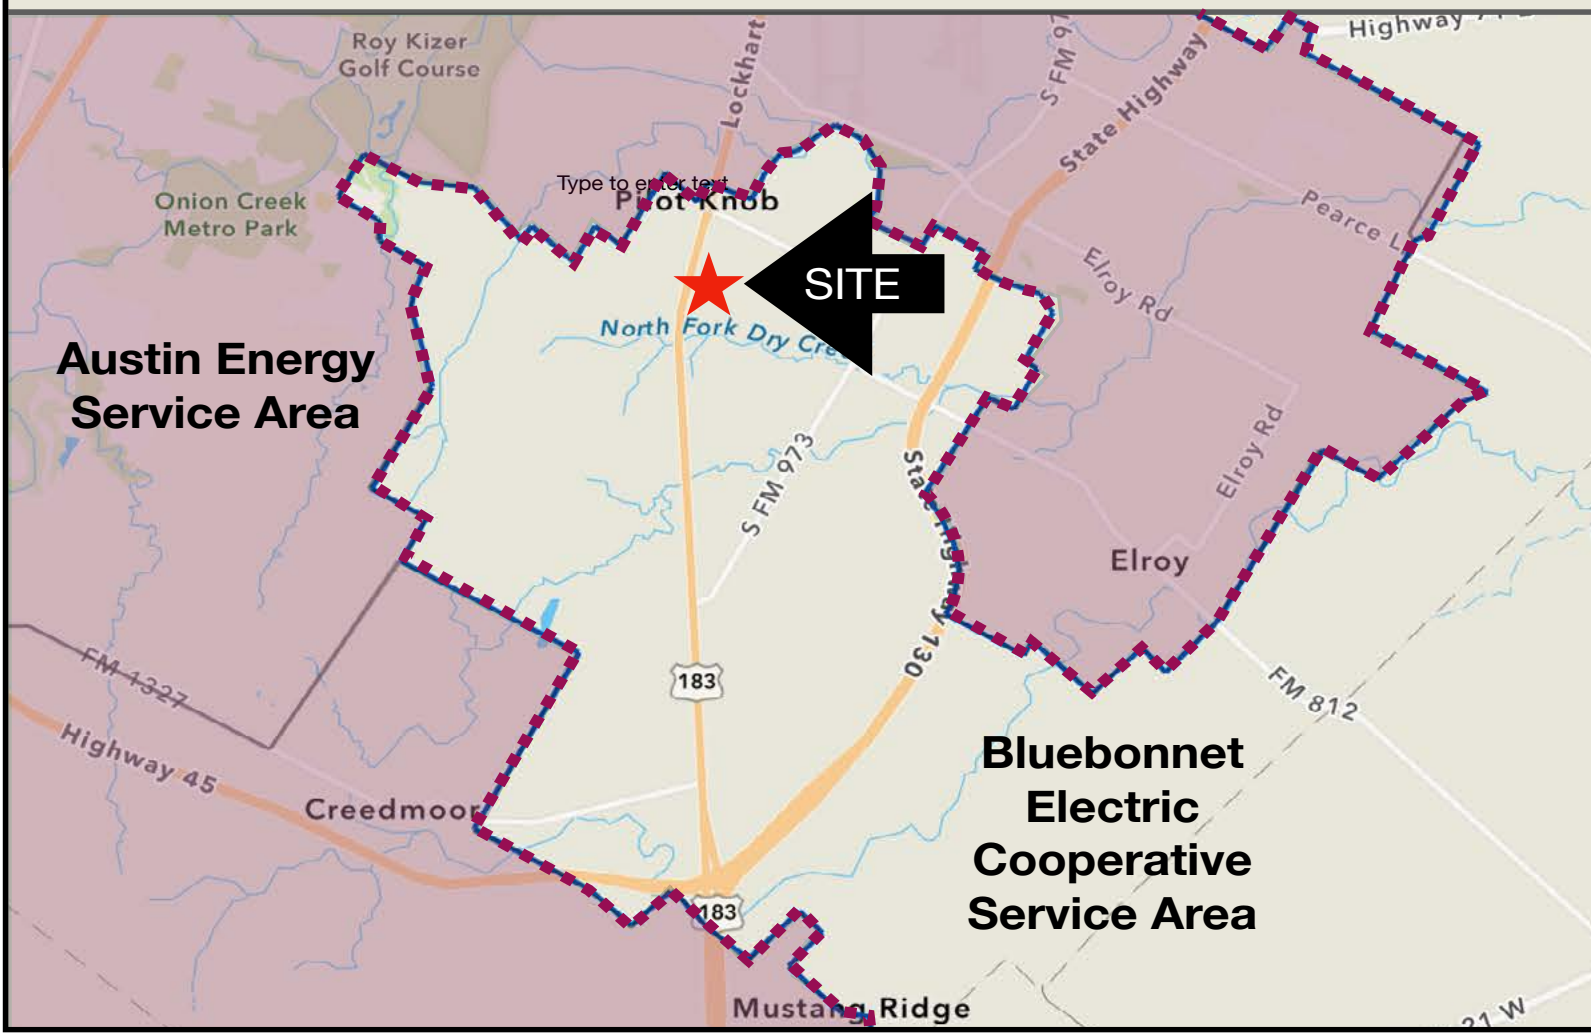 Highway 71 E
Roy Kizer
Golf Course
Lockhart
S FM 97
State Highway
Type to enter text
Pilot Knob
Onion Creek
Metro Park
Pearce L
SITE
Elroy Rd
North Fork Dry Cree
Austin Energy
Service Area
Elroy Rd
S FM 973
State Highway 130
Elroy
FM 1327
183
FM 812
Highway 45
Creedmoor
Bluebonnet
Electric
Cooperative
Service Area
183
Mustang Ridge
21 W